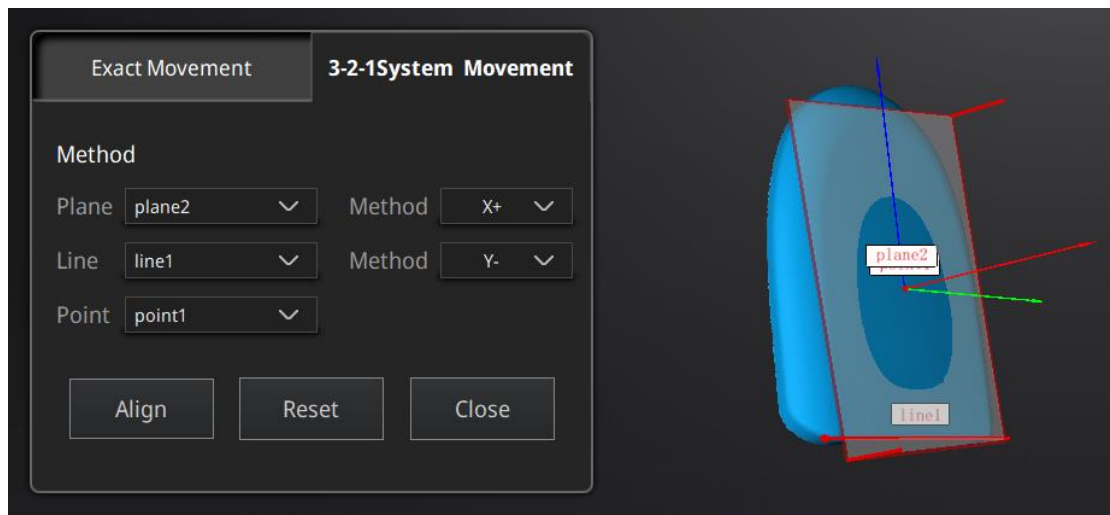 Exact Movement
3-2-1System Movement
Method
Plane plane2 Method X+
Line line1 Method Y-
Point point1
Align Reset Close
plane2
line1